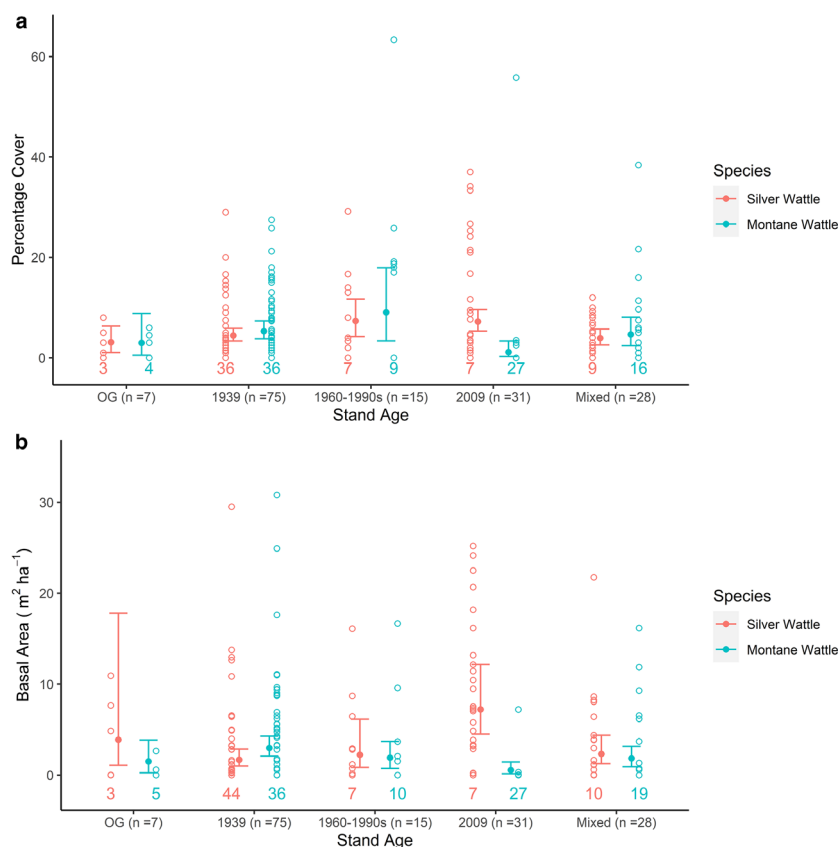 a
60
40
20
0
Percentage Cover
3 4 36 36 7 9 7 27 9 16
OG (n =7) 1939 (n =75) 1960-1990s (n =15) 2009 (n =31) Mixed (n =28)
Stand Age
Species
Silver Wattle
Montane Wattle
b
30
20
10
0
Basal Area ( m² ha⁻¹)
3 5 44 36 7 10 7 27 10 19
OG (n =7) 1939 (n =75) 1960-1990s (n =15) 2009 (n =31) Mixed (n =28)
Stand Age
Species
Silver Wattle
Montane Wattle